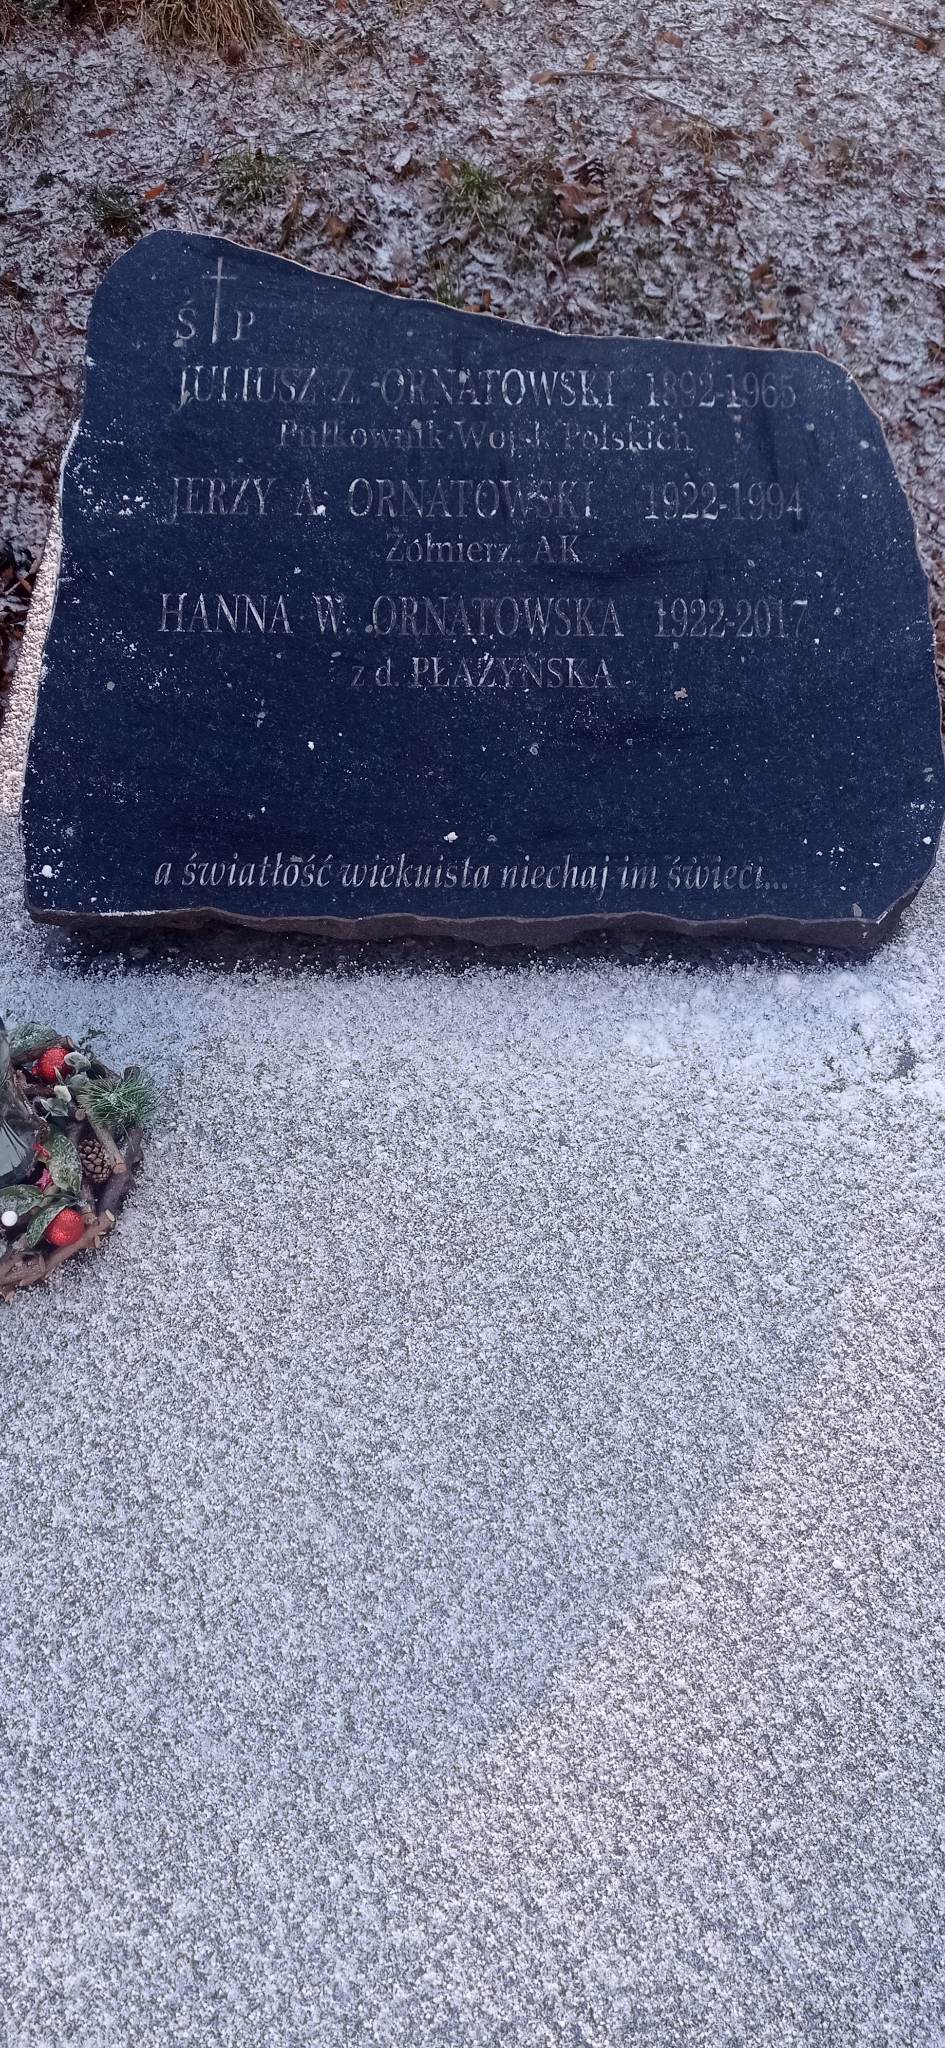 Ś P
JULIUSZ Z. ORNATOWSKI 1892-1965
Pułkownik Wojsk Polskich
JERZY A. ORNATOWSKI 1922-1994
Żołnierz AK
HANNA W. ORNATOWSKA 1922-2017
z d. PŁAŻYŃSKA
a światłość wiekuista niechaj im świeci...